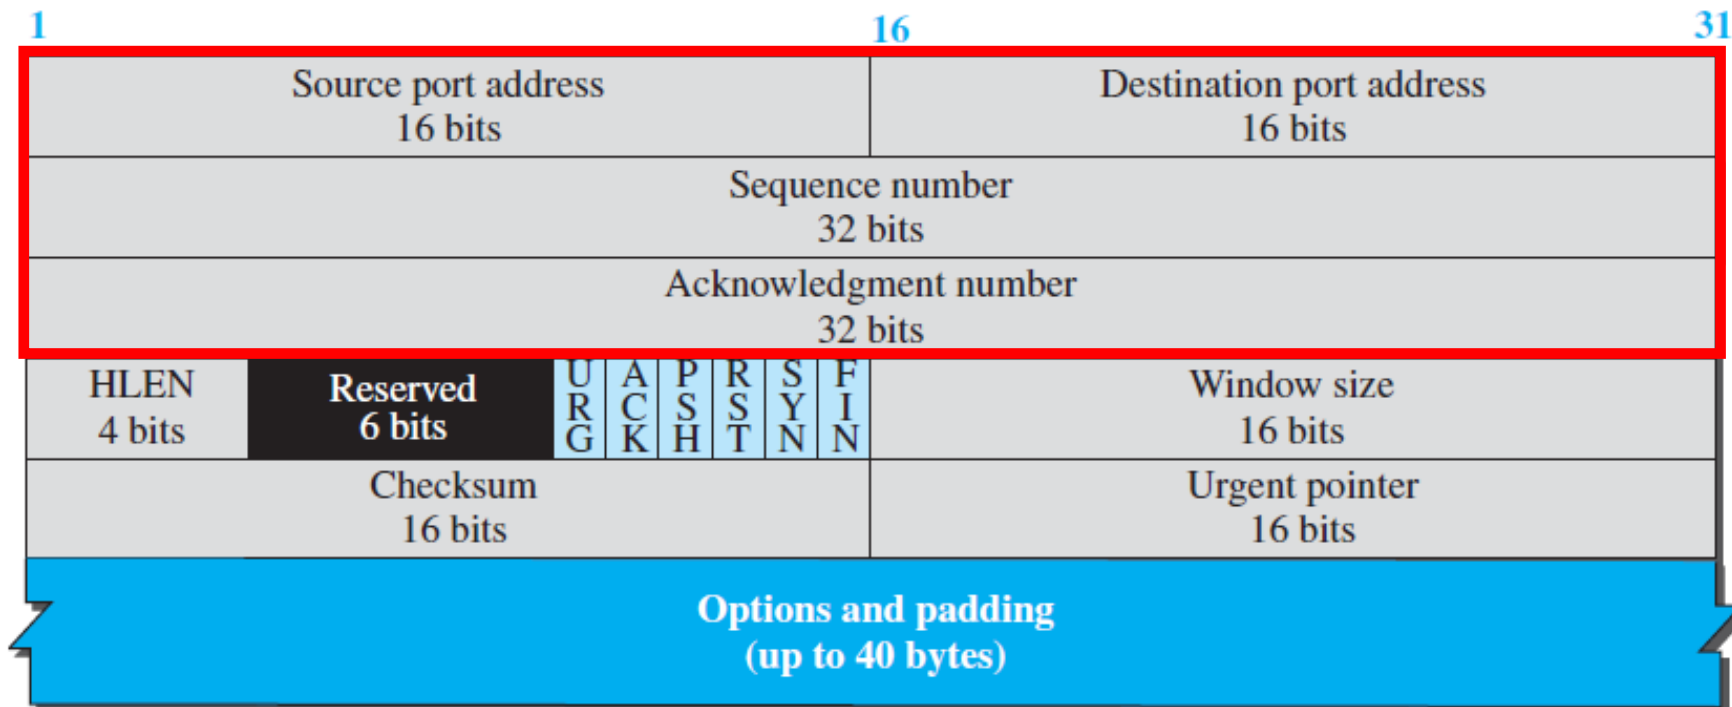 1 16 31
Source port address Destination port address
16 bits 16 bits
Sequence number
32 bits
Acknowledgment number
32 bits
HLEN Reserved URG ACK PSH RST SYN FIN Window size
4 bits 6 bits 16 bits
Checksum Urgent pointer
16 bits 16 bits
Options and padding
(up to 40 bytes)